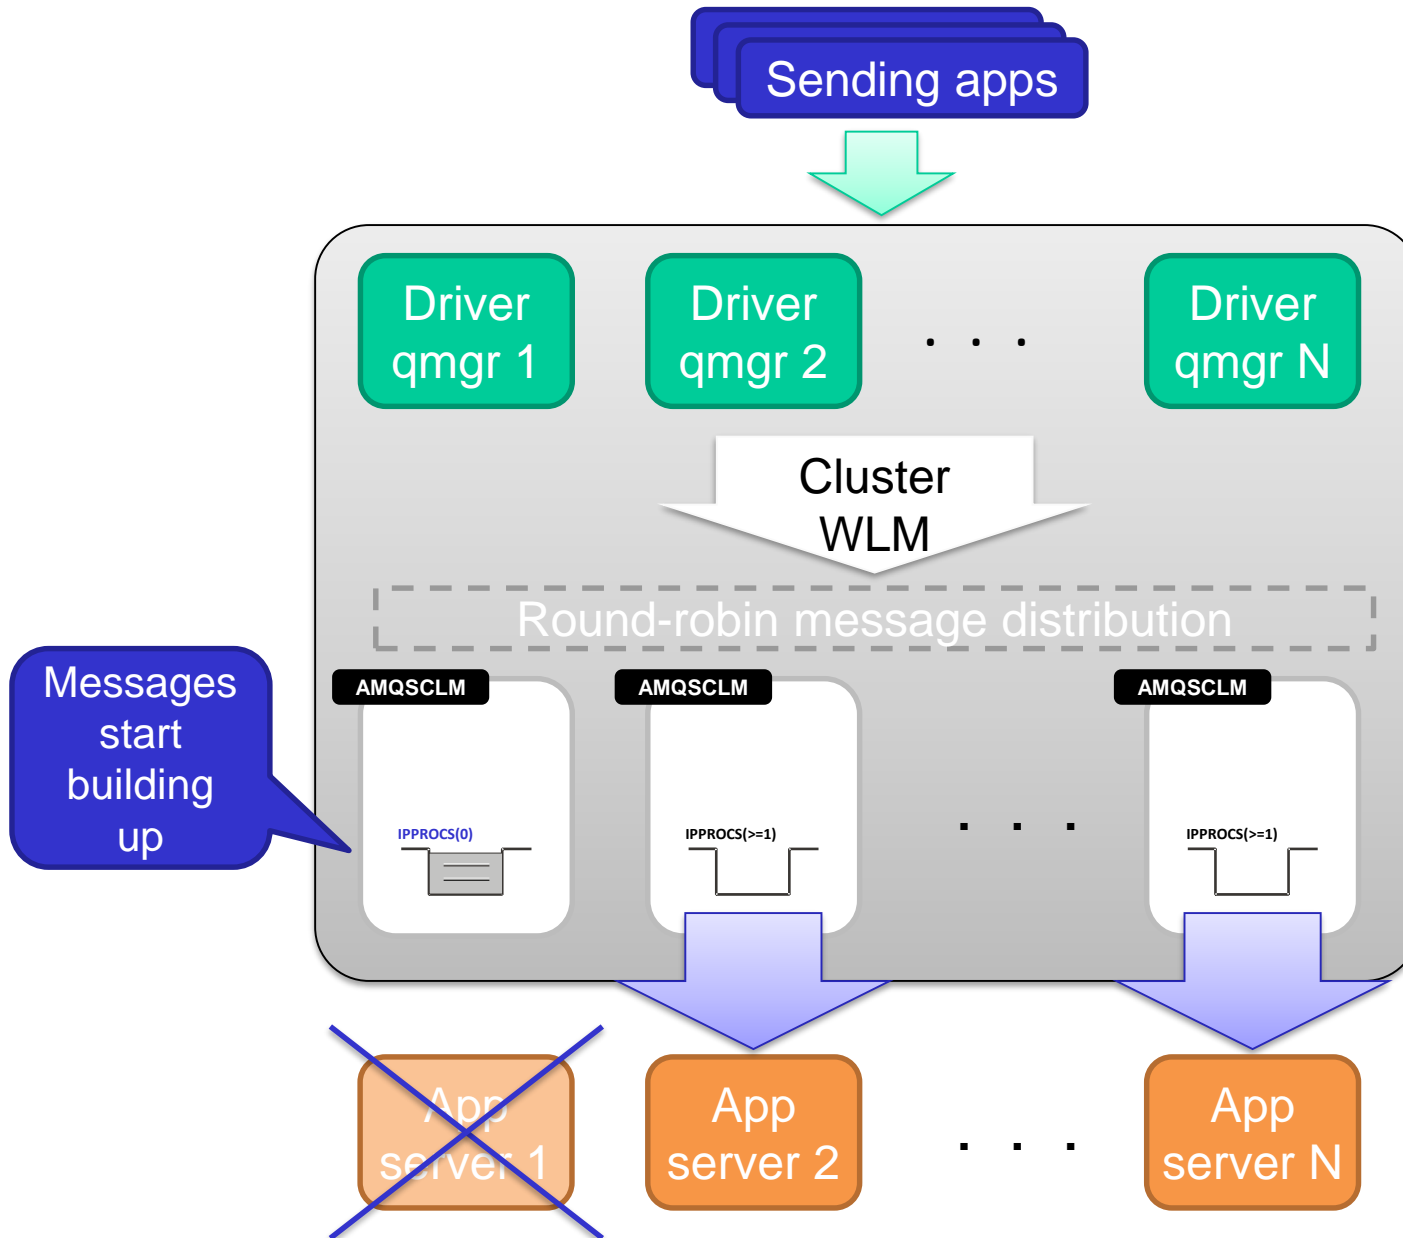 Sending apps
Driver
qmgr 1
Driver
qmgr 2
. . .
Driver
qmgr N
Cluster
WLM
Round-robin message distribution
Messages
start
building
up
AMQSCLM
IPPROCS(0)
AMQSCLM
IPPROCS(>=1)
. . .
AMQSCLM
IPPROCS(>=1)
App
server 1
App
server 2
. . .
App
server N